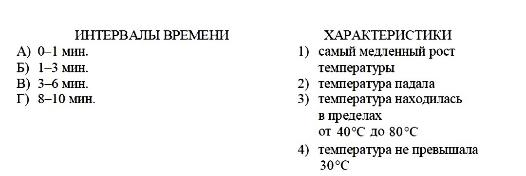 ИНТЕРВАЛЫ ВРЕМЕНИ
А) 0–1 мин.
Б) 1–3 мин.
В) 3–6 мин.
Г) 8–10 мин.
ХАРАКТЕРИСТИКИ
1) самый медленный рост
температуры
2) температура падала
3) температура находилась
в пределах
от 40°C до 80°C
4) температура не превышала
30°C